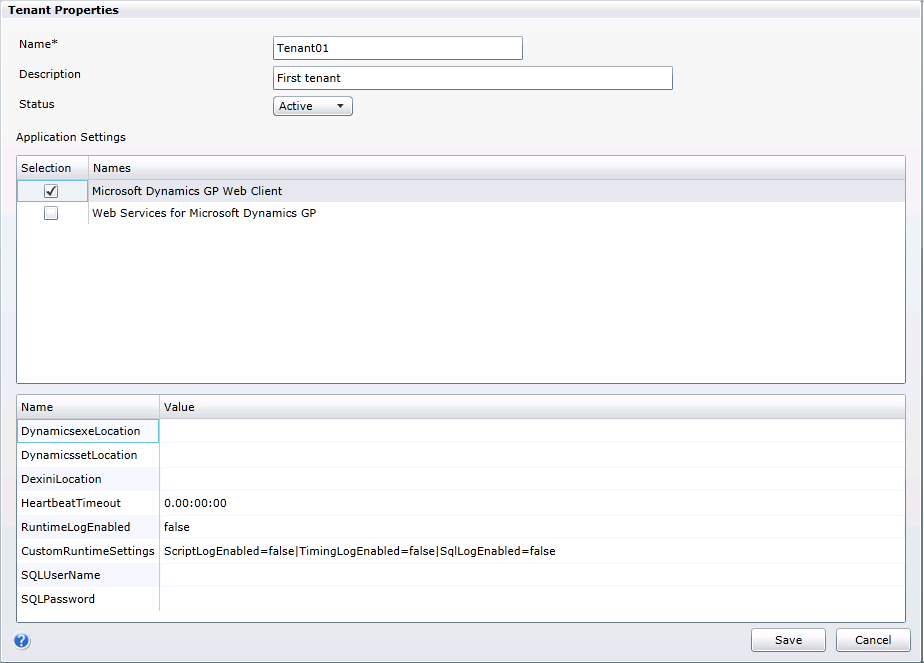 Tenant Properties
Name*
Tenant01
Description
First tenant
Status
Active
Application Settings
Selection Names
Microsoft Dynamics GP Web Client
Web Services for Microsoft Dynamics GP
Name Value
DynamicsexeLocation
DynamicssetLocation
DexiniLocation
HeartbeatTimeout 0.00:00:00
RuntimeLogEnabled false
CustomRuntimeSettings ScriptLogEnabled=false|TimingLogEnabled=false|SqlLogEnabled=false
SQLUserName
SQLPassword
? Save Cancel